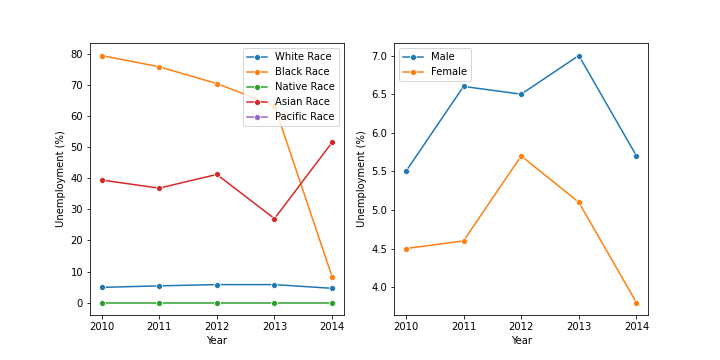 80
70
60
50
40
30
20
10
0
Unemployment (%)
2010 2011 2012 2013 2014
Year
White Race
Black Race
Native Race
Asian Race
Pacific Race
7.0
6.5
6.0
5.5
5.0
4.5
4.0
Unemployment (%)
2010 2011 2012 2013 2014
Year
Male
Female